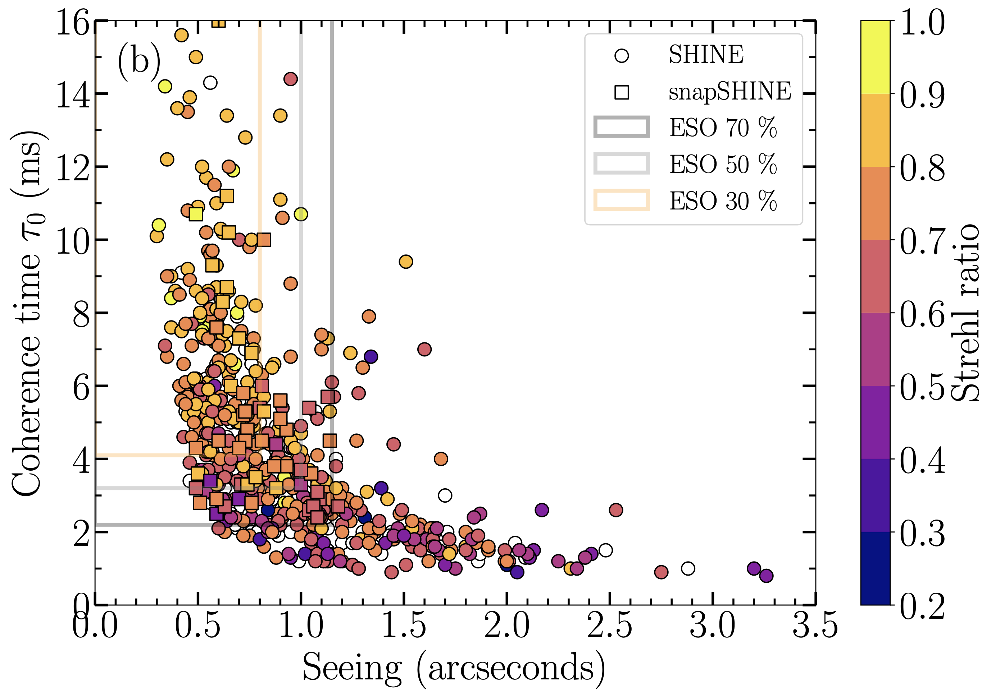 (b)
Coherence time τ0 (ms)
16
14
12
10
8
6
4
2
0
0.0 0.5 1.0 1.5 2.0 2.5 3.0 3.5
Seeing (arcseconds)
SHINE
snapSHINE
ESO 70 %
ESO 50 %
ESO 30 %
1.0
0.9
0.8
0.7
0.6
0.5
0.4
0.3
0.2
Strehl ratio